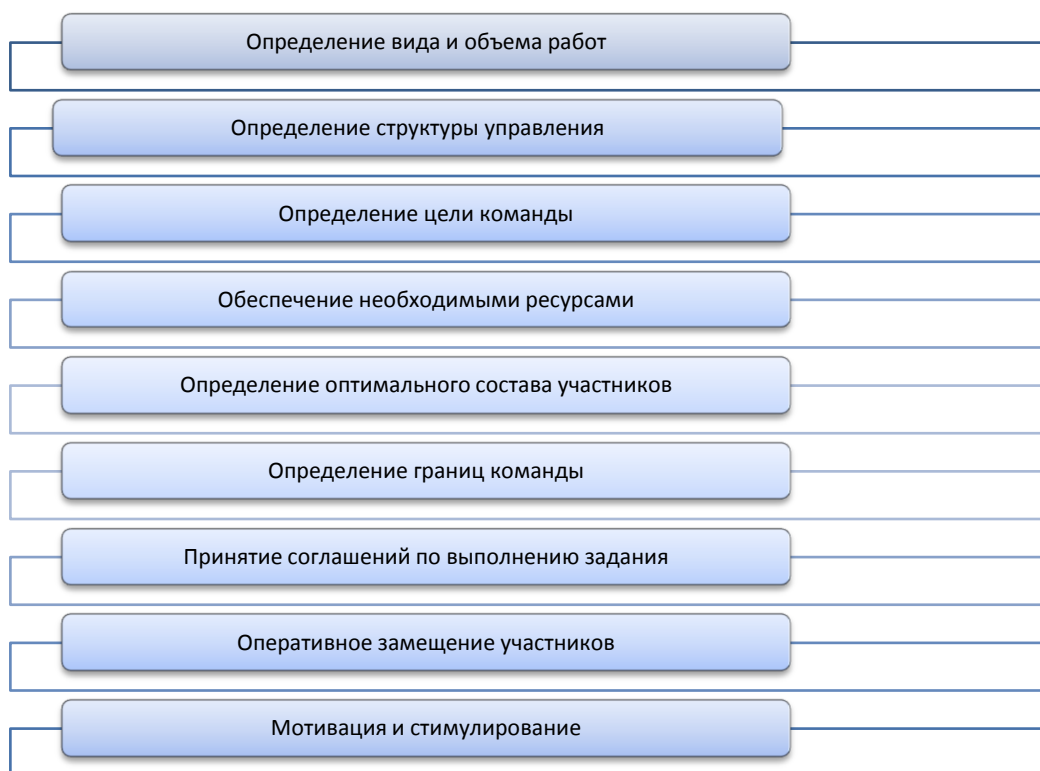 Определение вида и объема работ
Определение структуры управления
Определение цели команды
Обеспечение необходимыми ресурсами
Определение оптимального состава участников
Определение границ команды
Принятие соглашений по выполнению задания
Оперативное замещение участников
Мотивация и стимулирование